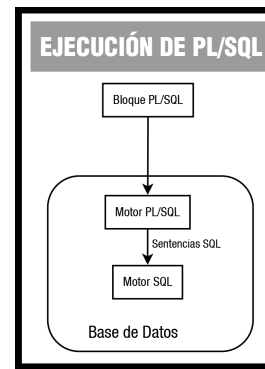 EJECUCIÓN DE PL/SQL
Bloque PL/SQL
Motor PL/SQL
Sentencias SQL
Motor SQL
Base de Datos